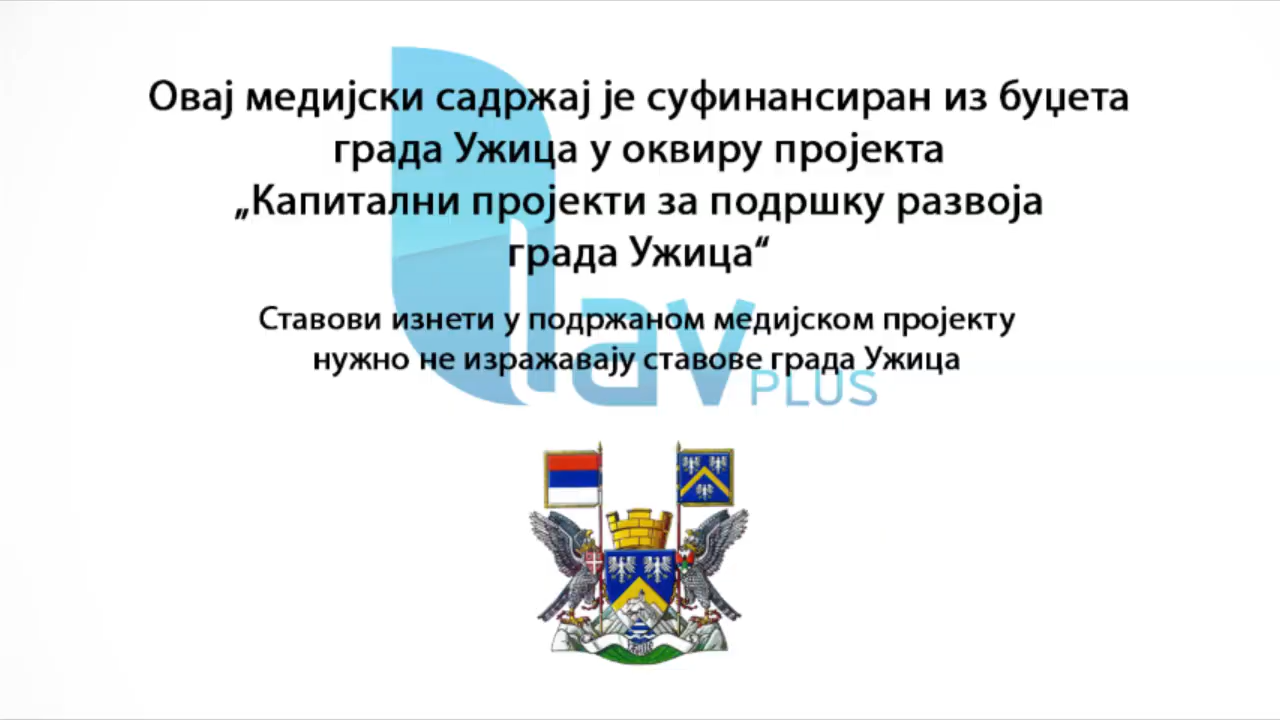 Овај медијски садржај је суфинансиран из буџета
града Ужица у оквиру пројекта
„Капитални пројекти за подршку развоја
града Ужица“
Ставови изнети у подржаном медијском пројекту
нужно не изражавају ставове града Ужица
lav PLUS